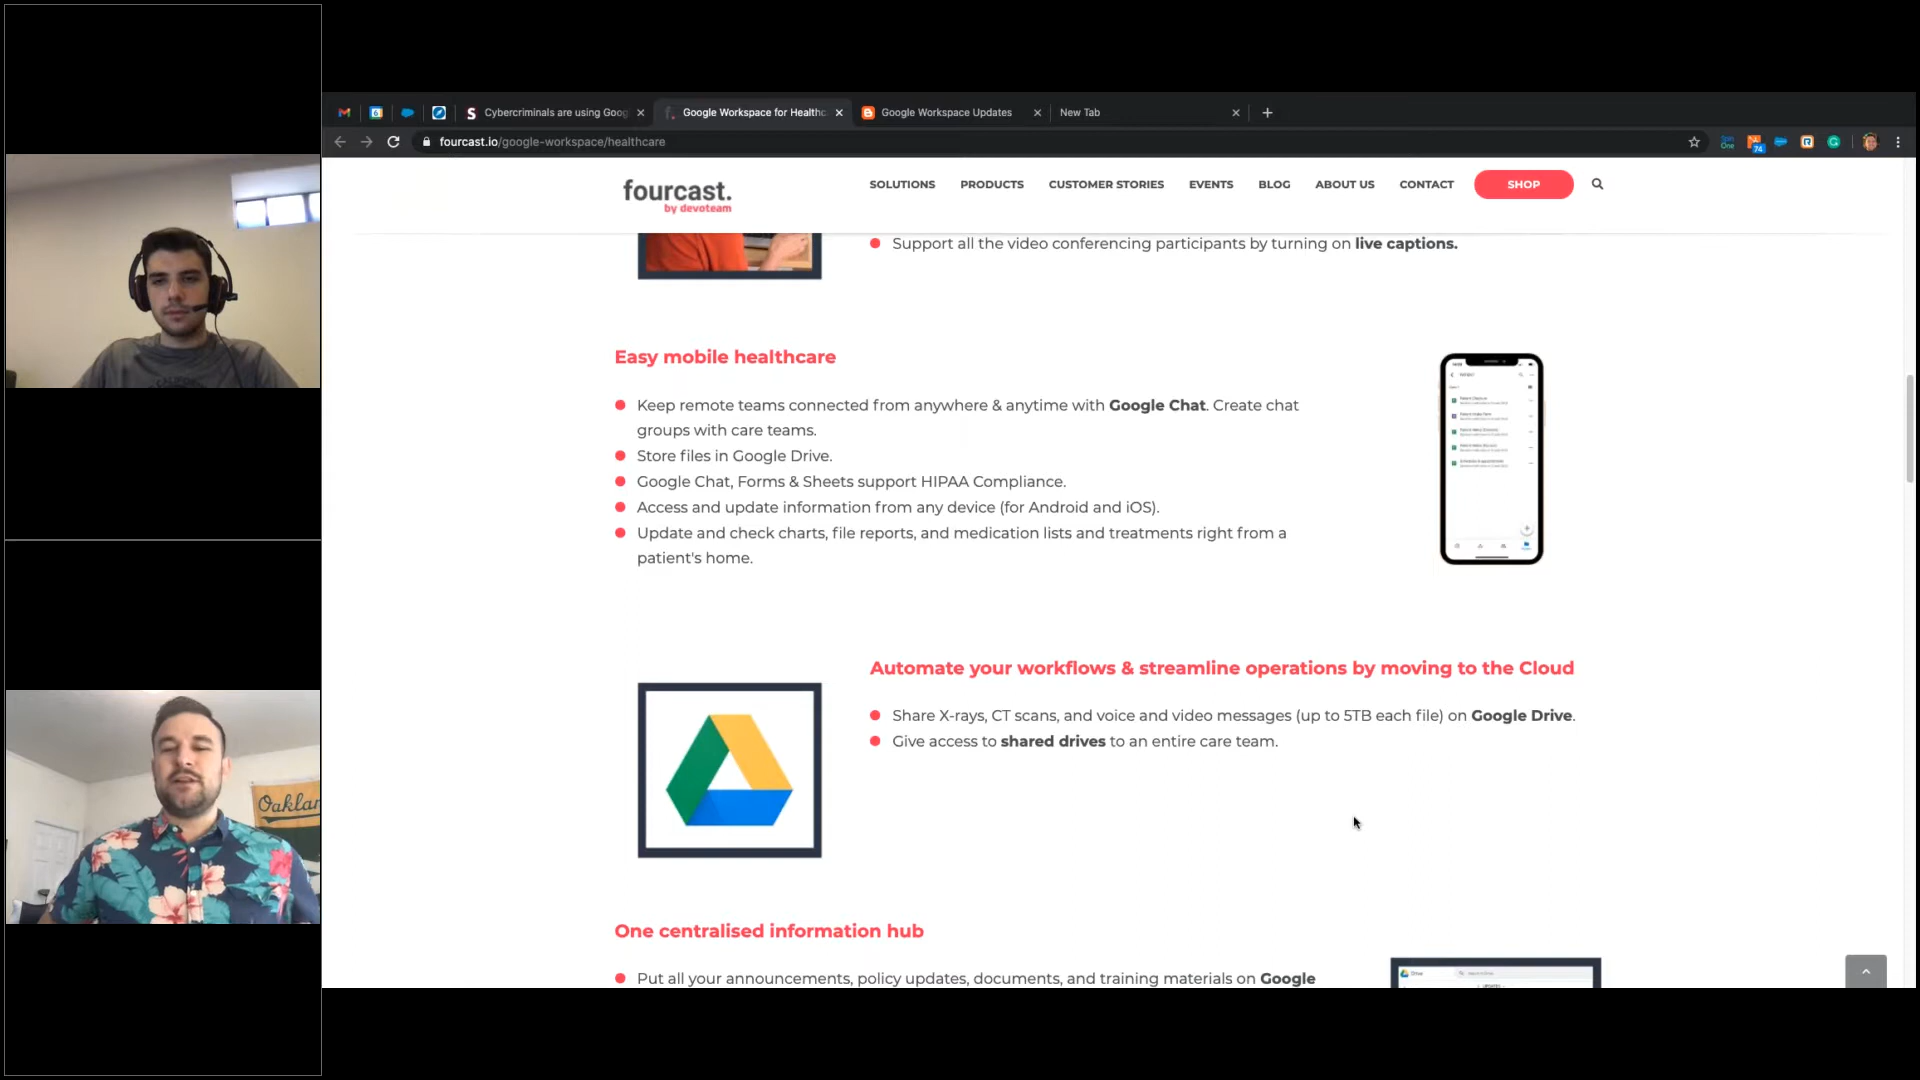 Cybercriminals are using Goog
Google Workspace for Healthc
Google Workspace Updates
New Tab
fourcast.io/google-workspace/healthcare
One
74
fourcast.
by devoteam
SOLUTIONS
PRODUCTS
CUSTOMER STORIES
EVENTS
BLOG
ABOUT US
CONTACT
SHOP
Support all the video conferencing participants by turning on live captions.
Easy mobile healthcare
Keep remote teams connected from anywhere & anytime with Google Chat. Create chat
groups with care teams.
Store files in Google Drive.
Google Chat, Forms & Sheets support HIPAA Compliance.
Access and update information from any device (for Android and iOS).
Update and check charts, file reports, and medication lists and treatments right from a
patient's home.
Automate your workflows & streamline operations by moving to the Cloud
Share X-rays, CT scans, and voice and video messages (up to 5TB each file) on Google Drive.
Give access to shared drives to an entire care team.
Oaklan
One centralised information hub
Put all your announcements, policy updates, documents, and training materials on Google
Drive